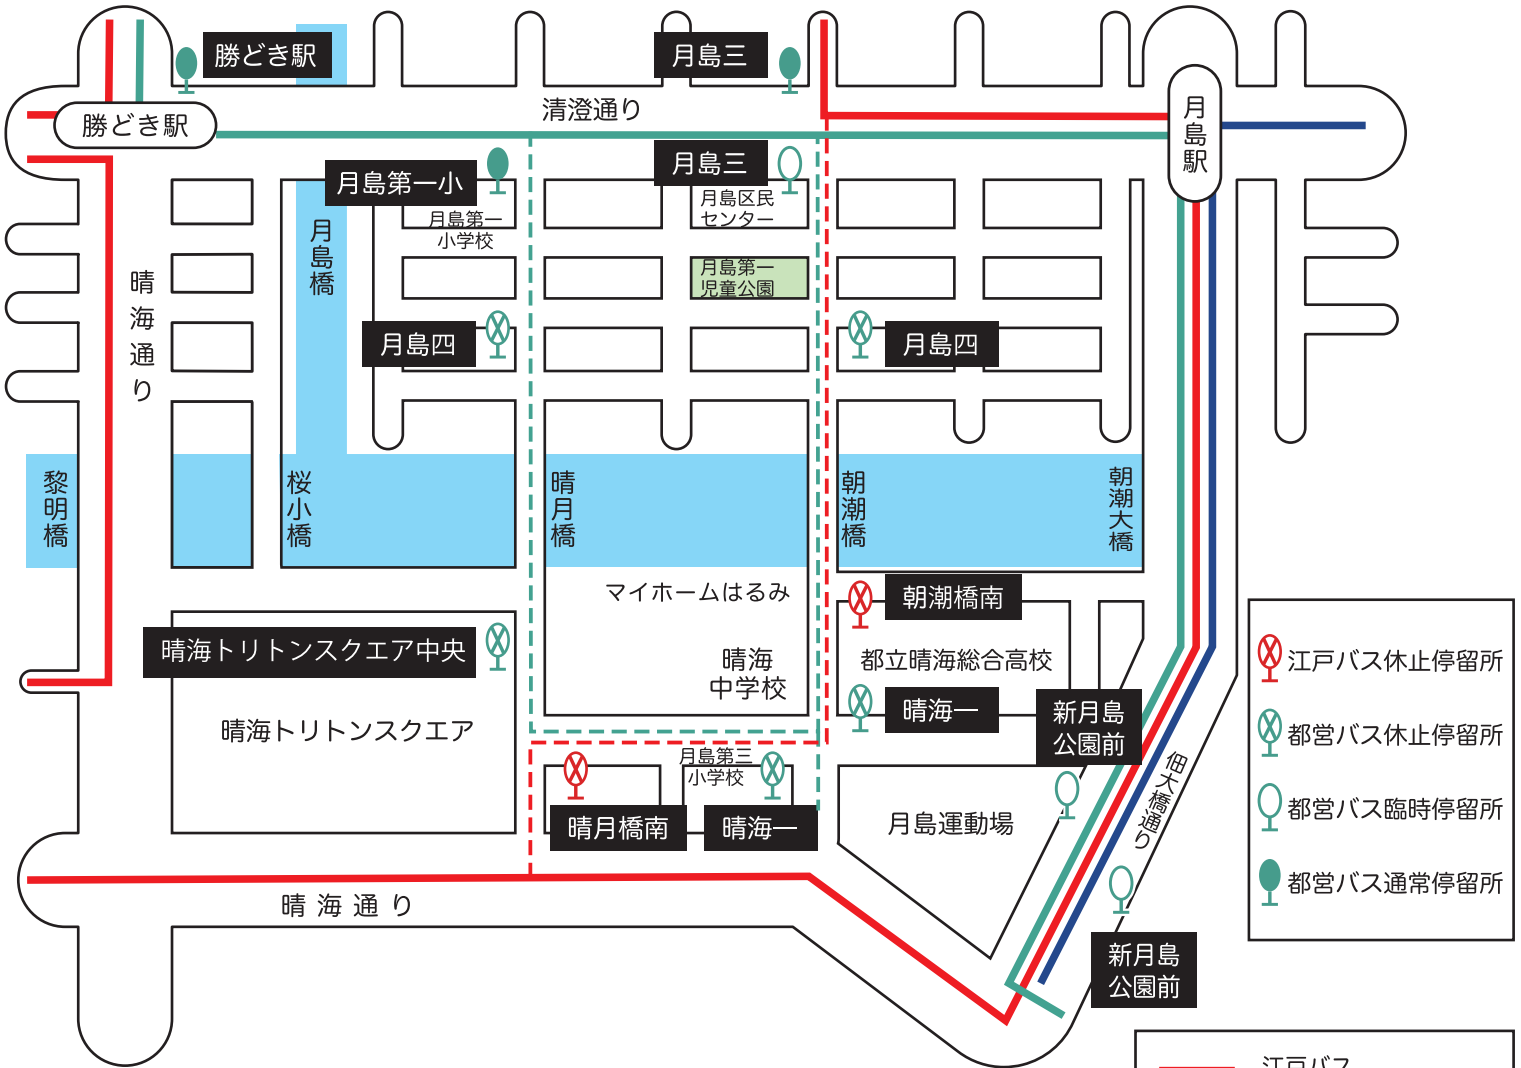 勝どき駅
月島三
清澄通り
勝どき駅
月島駅
月島三
月島第一小
月島区民
センター
月島第一
小学校
月島橋
月島第一
児童公園
晴海通り
月島四
月島四
黎明橋
桜小橋
晴月橋
朝潮橋
朝潮大橋
マイホームはるみ
朝潮橋南
晴海トリトンスクエア中央
晴海
中学校
都立晴海総合高校
江戸バス休止停留所
晴海一
新月島
公園前
晴海トリトンスクエア
都営バス休止停留所
月島第三
小学校
佃大橋通り
都営バス臨時停留所
晴月橋南
晴海一
月島運動場
都営バス通常停留所
晴海通り
新月島
公園前
江戸バス